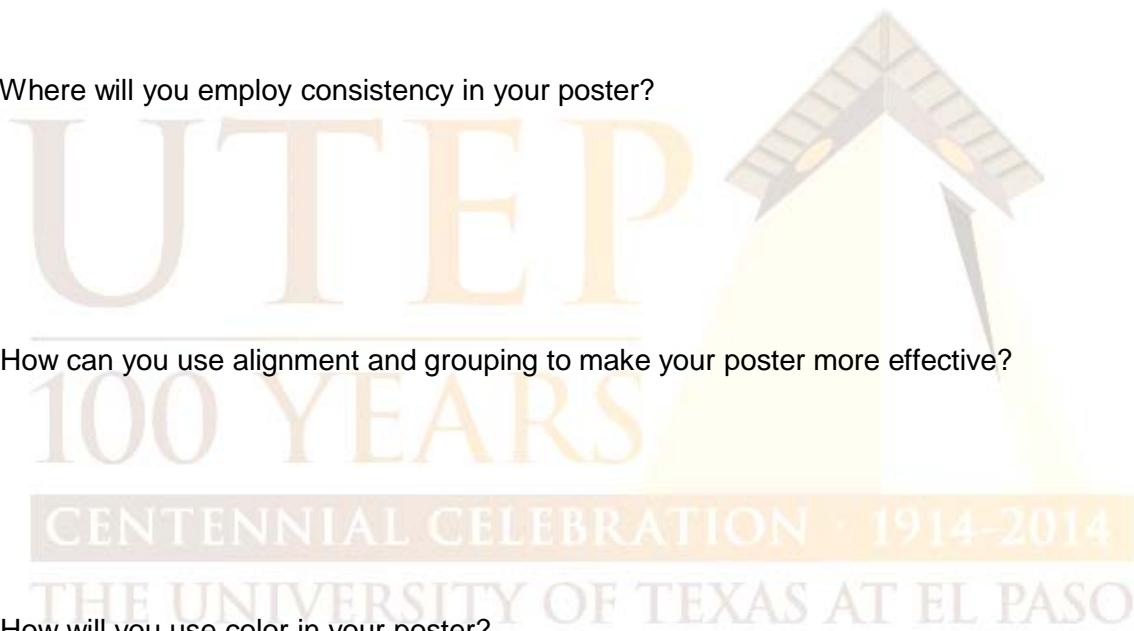 Where will you employ consistency in your poster?
UTEP
How can you use alignment and grouping to make your poster more effective?
100 YEARS
CENTENNIAL CELEBRATION · 1914-2014
THE UNIVERSITY OF TEXAS AT EL PASO
How will you use color in your poster?